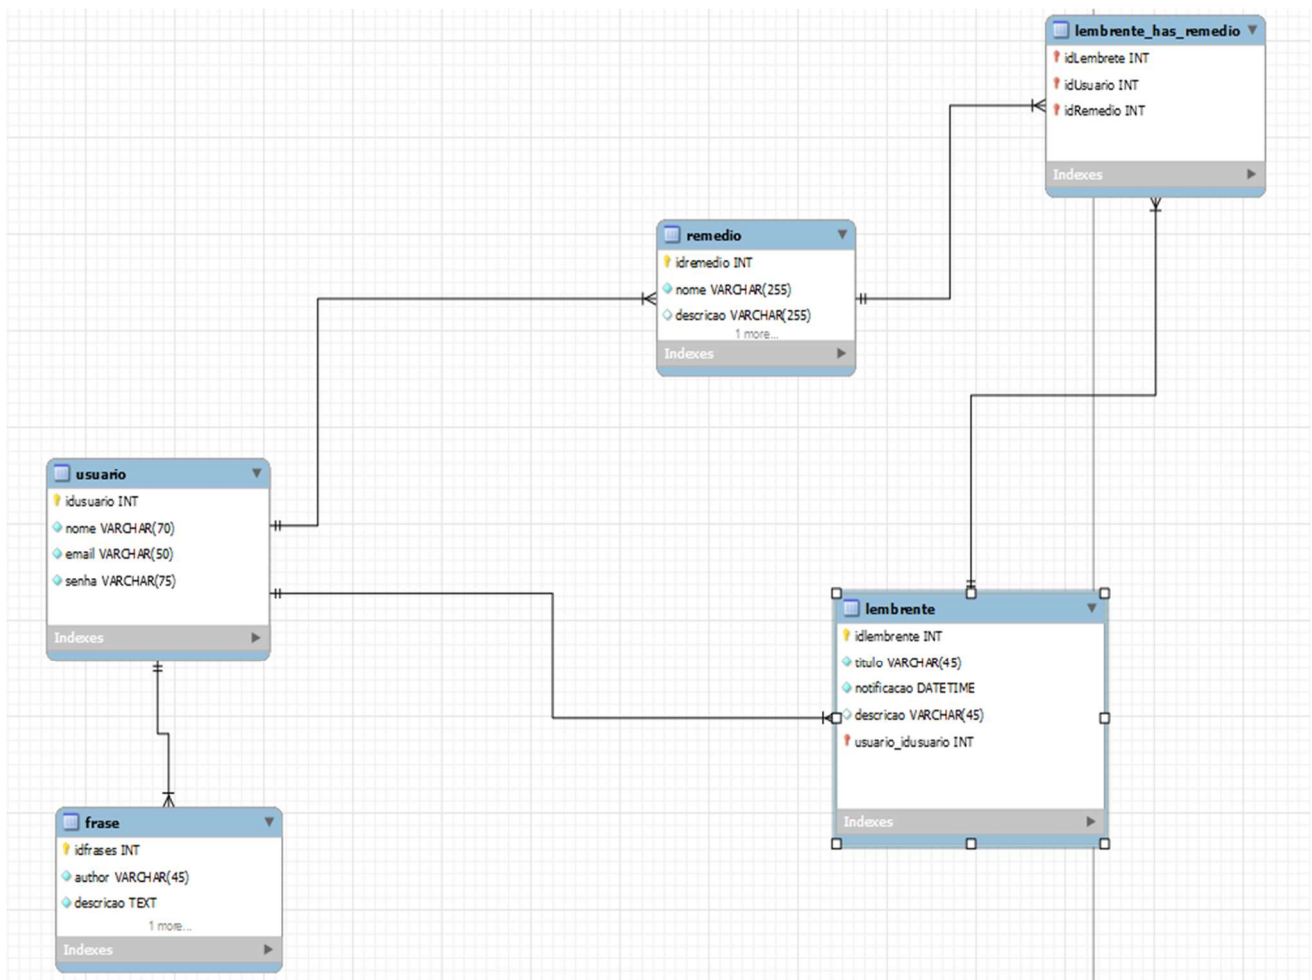 lembrente_has_remedio
idLembrete INT
idUsuario INT
idRemedio INT
Indexes
remedio
idremedio INT
nome VARCHAR(255)
descricao VARCHAR(255)
1 more...
Indexes
usuario
idusuario INT
nome VARCHAR(70)
email VARCHAR(50)
senha VARCHAR(75)
Indexes
lembrente
idlembrente INT
titulo VARCHAR(45)
notificacao DATETIME
descricao VARCHAR(45)
usuario_idusuario INT
Indexes
frase
idfrases INT
author VARCHAR(45)
descricao TEXT
1 more...
Indexes